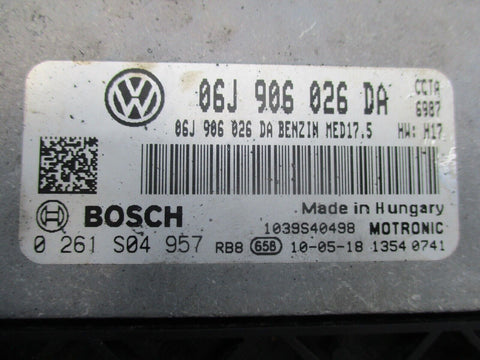 06J 906 026 DA
CCTA
6987
06J 906 026 DA BENZIN MED17.5
HW: H17
BOSCH
Made in Hungary
1039S40498 MOTRONIC
0 261 S04 957 RB8 658 10-05-18 1354 0741